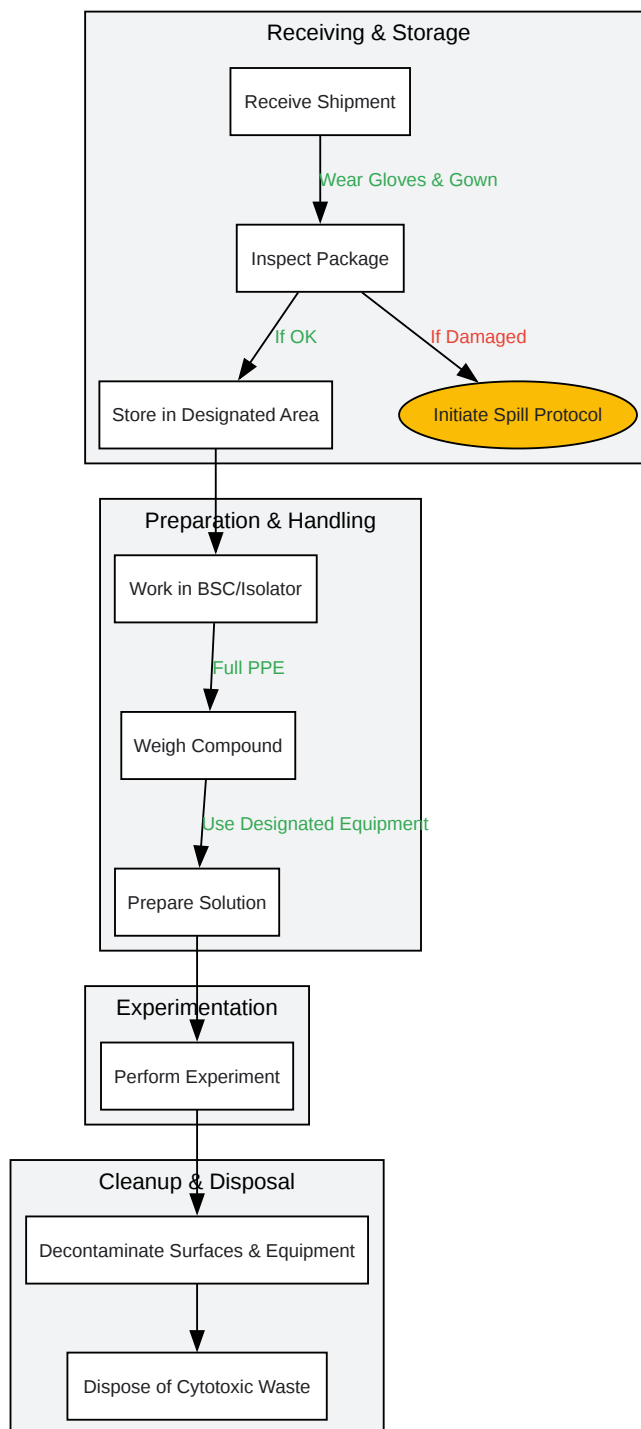 Receiving & Storage
Receive Shipment
Wear Gloves & Gown
Inspect Package
If OK
If Damaged
Store in Designated Area
Initiate Spill Protocol
Preparation & Handling
Work in BSC/Isolator
Full PPE
Weigh Compound
Use Designated Equipment
Prepare Solution
Experimentation
Perform Experiment
Cleanup & Disposal
Decontaminate Surfaces & Equipment
Dispose of Cytotoxic Waste